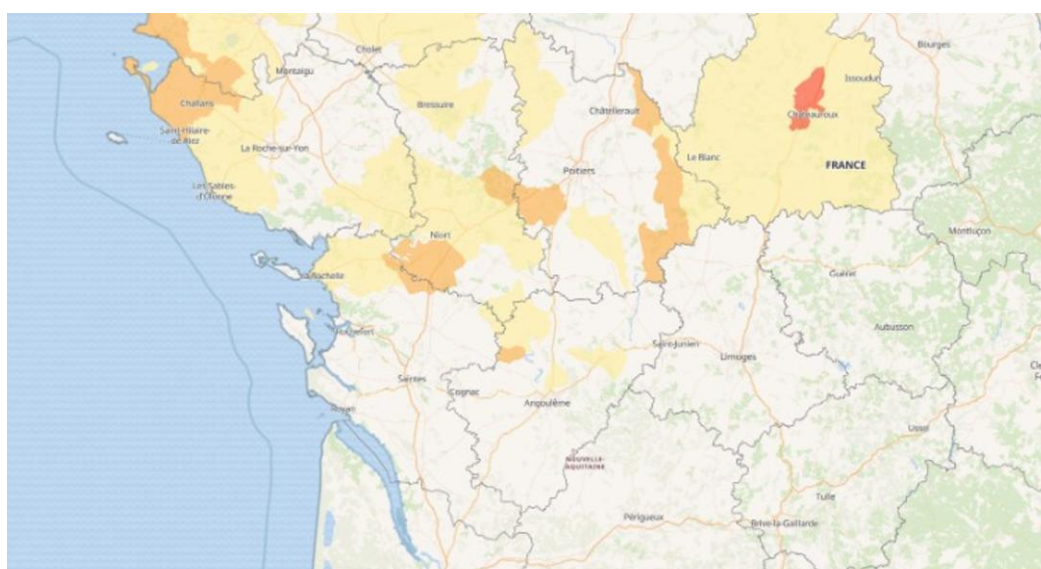 Bourges
Cholet
Montaigu
Issoudun
Challans
Bressuire
Châtellerault
Châteauroux
Saint-Hilaire-
de-Riez
La Roche-sur-Yon
Le Blanc
FRANCE
Poitiers
Les Sables-
d'Olonne
Montluçon
Niort
La Rochelle
Guéret
Rochefort
Aubusson
Saint-Junien
Limoges
Saintes
Cognac
Angoulême
Royan
Ussel
NOUVELLE-
AQUITAINE
Tulle
Périgueux
Brive-la-Gaillarde